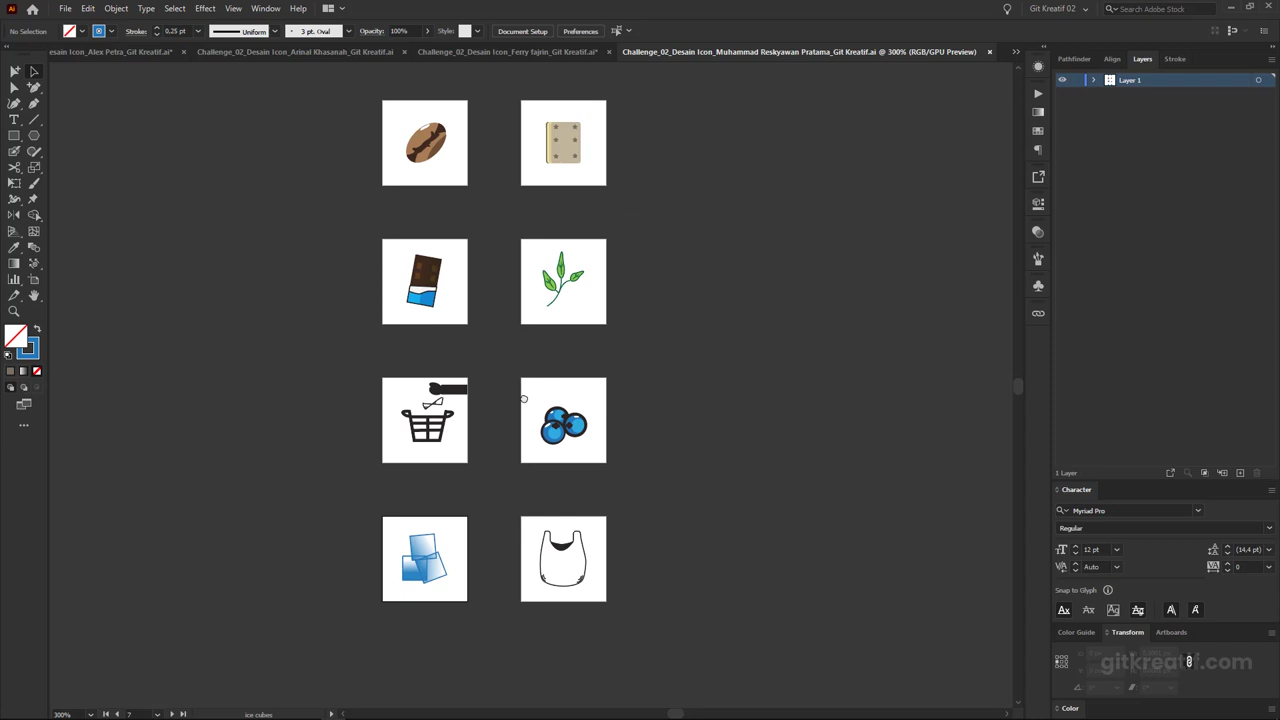 Ai File Edit Object Type Select Effect View Window Help Git Kreatif 02 Search Adobe Stock
No Selection Stroke: 0,25 pt Uniform 3 pt. Oval Opacity: 100% Style: Document Setup Preferences
esain Icon_Alex Petra_Git Kreatif.ai* × Challenge_02_Desain Icon_Arinal Khasanah_Git Kreatif.ai × Challenge_02_Desain Icon_Ferry tajrin_Git Kreatif.ai* × Challenge_02_Desain Icon_Muhammad Reskyawan Pratama_Git Kreatif.ai @ 300% (RGB/GPU Preview) ×
Pathfinder Align Layers Stroke
Layer 1
1 Layer
Character
Myriad Pro
Regular
12 pt (14,4 pt)
Auto 0
Snap to Glyph
Color Guide Transform Artboards
gitkreatif.com
Color
300% 7 ice cubes